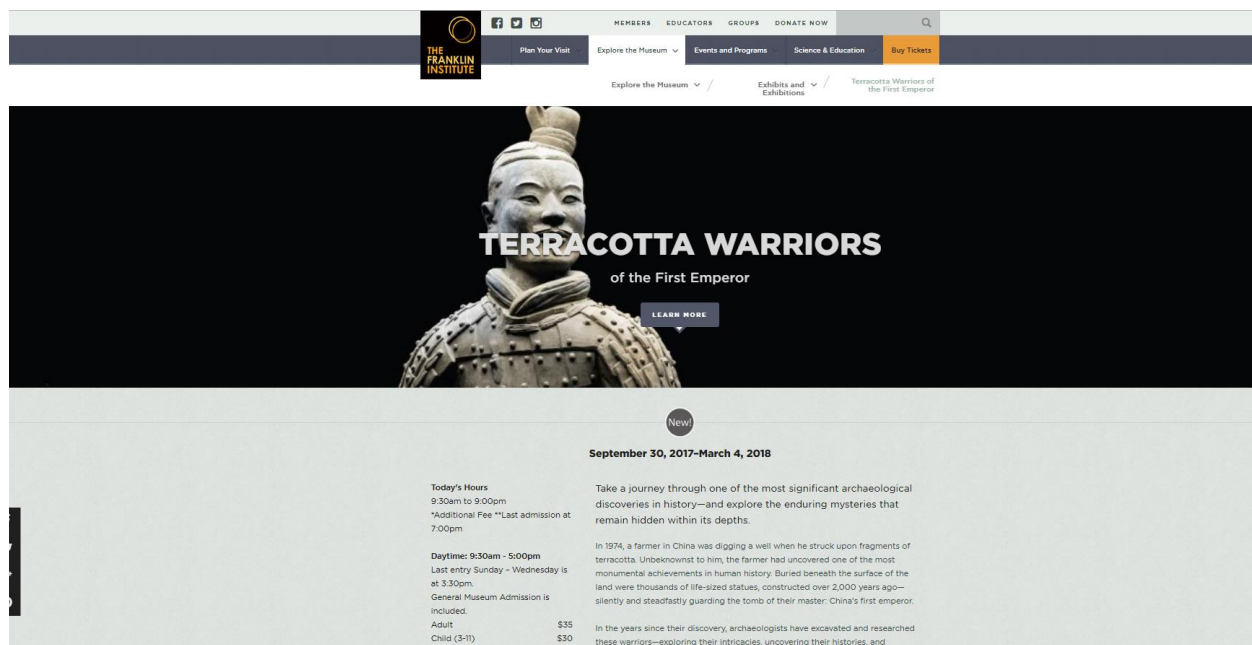 MEMBERS EDUCATORS GROUPS DONATE NOW
THE
FRANKLIN
INSTITUTE
Plan Your Visit Explore the Museum Events and Programs Science & Education Buy Tickets
Explore the Museum / Exhibits and Exhibitions / Terracotta Warriors of the First Emperor
TERRACOTTA WARRIORS
of the First Emperor
LEARN MORE
New!
September 30, 2017–March 4, 2018
Today's Hours
9:30am to 9:00pm
*Additional Fee **Last admission at
7:00pm
Daytime: 9:30am - 5:00pm
Last entry Sunday – Wednesday is
at 3:30pm.
General Museum Admission is
included.
Adult $35
Child (3-11) $30
Take a journey through one of the most significant archaeological
discoveries in history—and explore the enduring mysteries that
remain hidden within its depths.
In 1974, a farmer in China was digging a well when he struck upon fragments of
terracotta. Unbeknownst to him, the farmer had uncovered one of the most
monumental achievements in human history. Buried beneath the surface of the
land were thousands of life-sized statues, constructed over 2,000 years ago—
silently and steadfastly guarding the tomb of their master: China's first emperor.
In the years since their discovery, archaeologists have excavated and researched
these warriors—exploring their intricacies, uncovering their histories, and